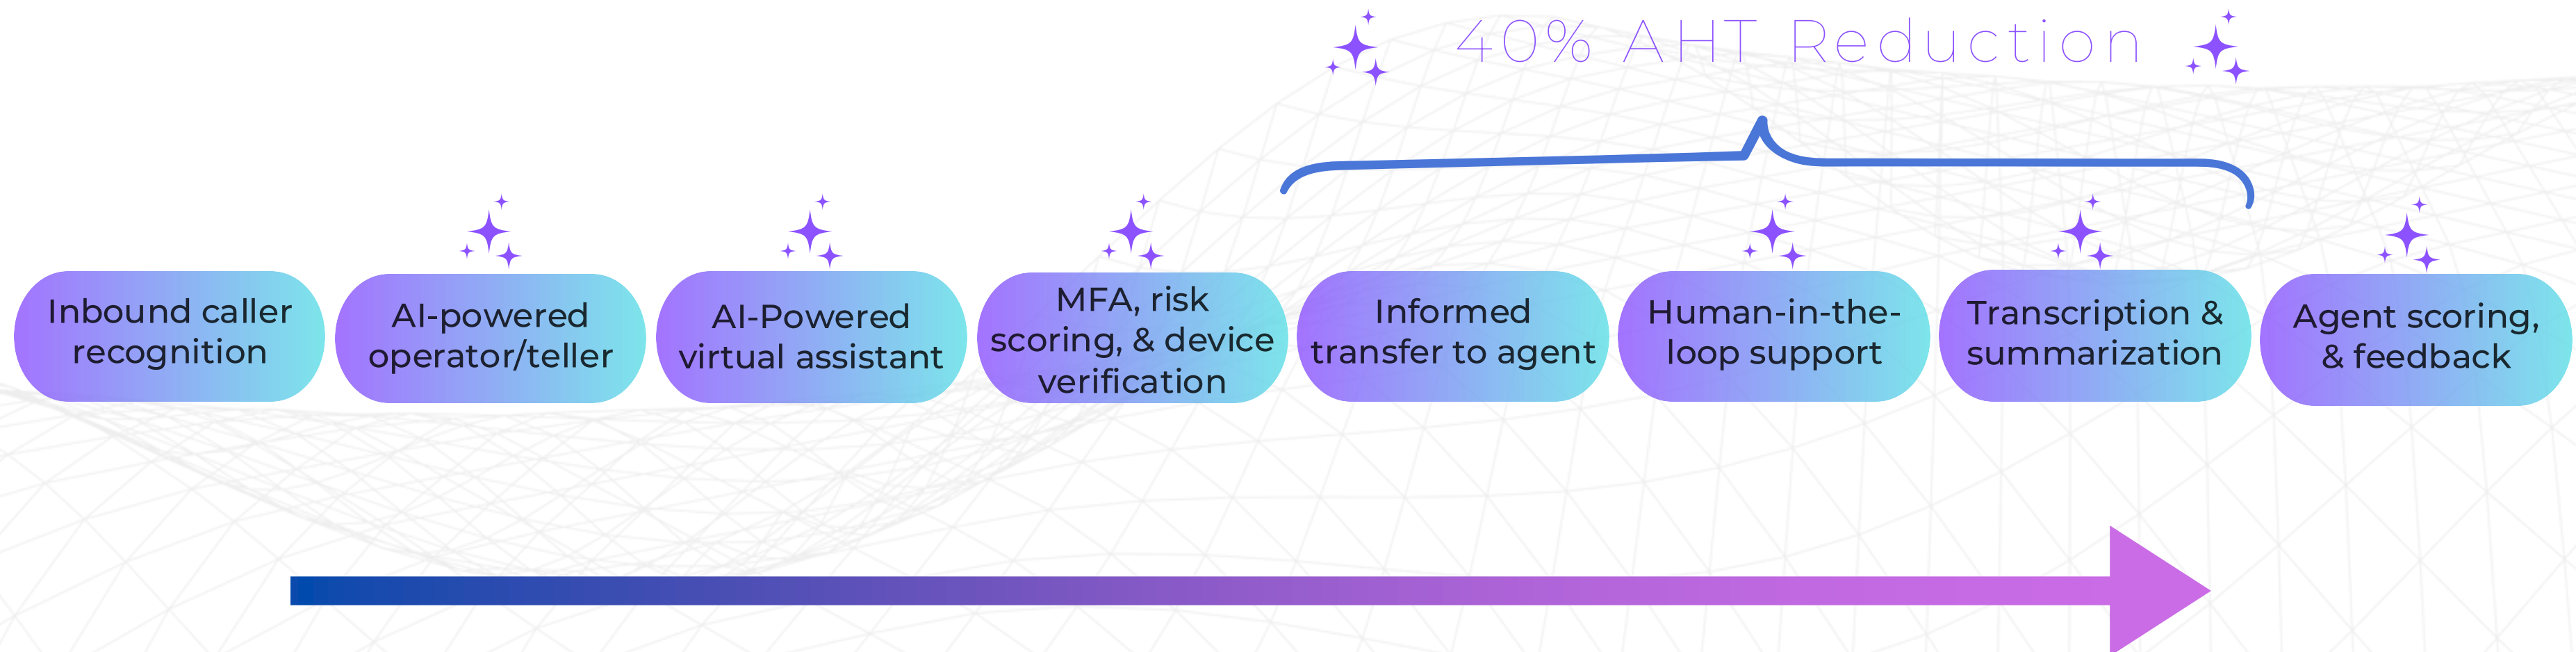 40% AHT Reduction
Inbound caller
recognition
AI-powered
operator/teller
AI-Powered
virtual assistant
MFA, risk
scoring, & device
verification
Informed
transfer to agent
Human-in-the-
loop support
Transcription &
summarization
Agent scoring,
& feedback